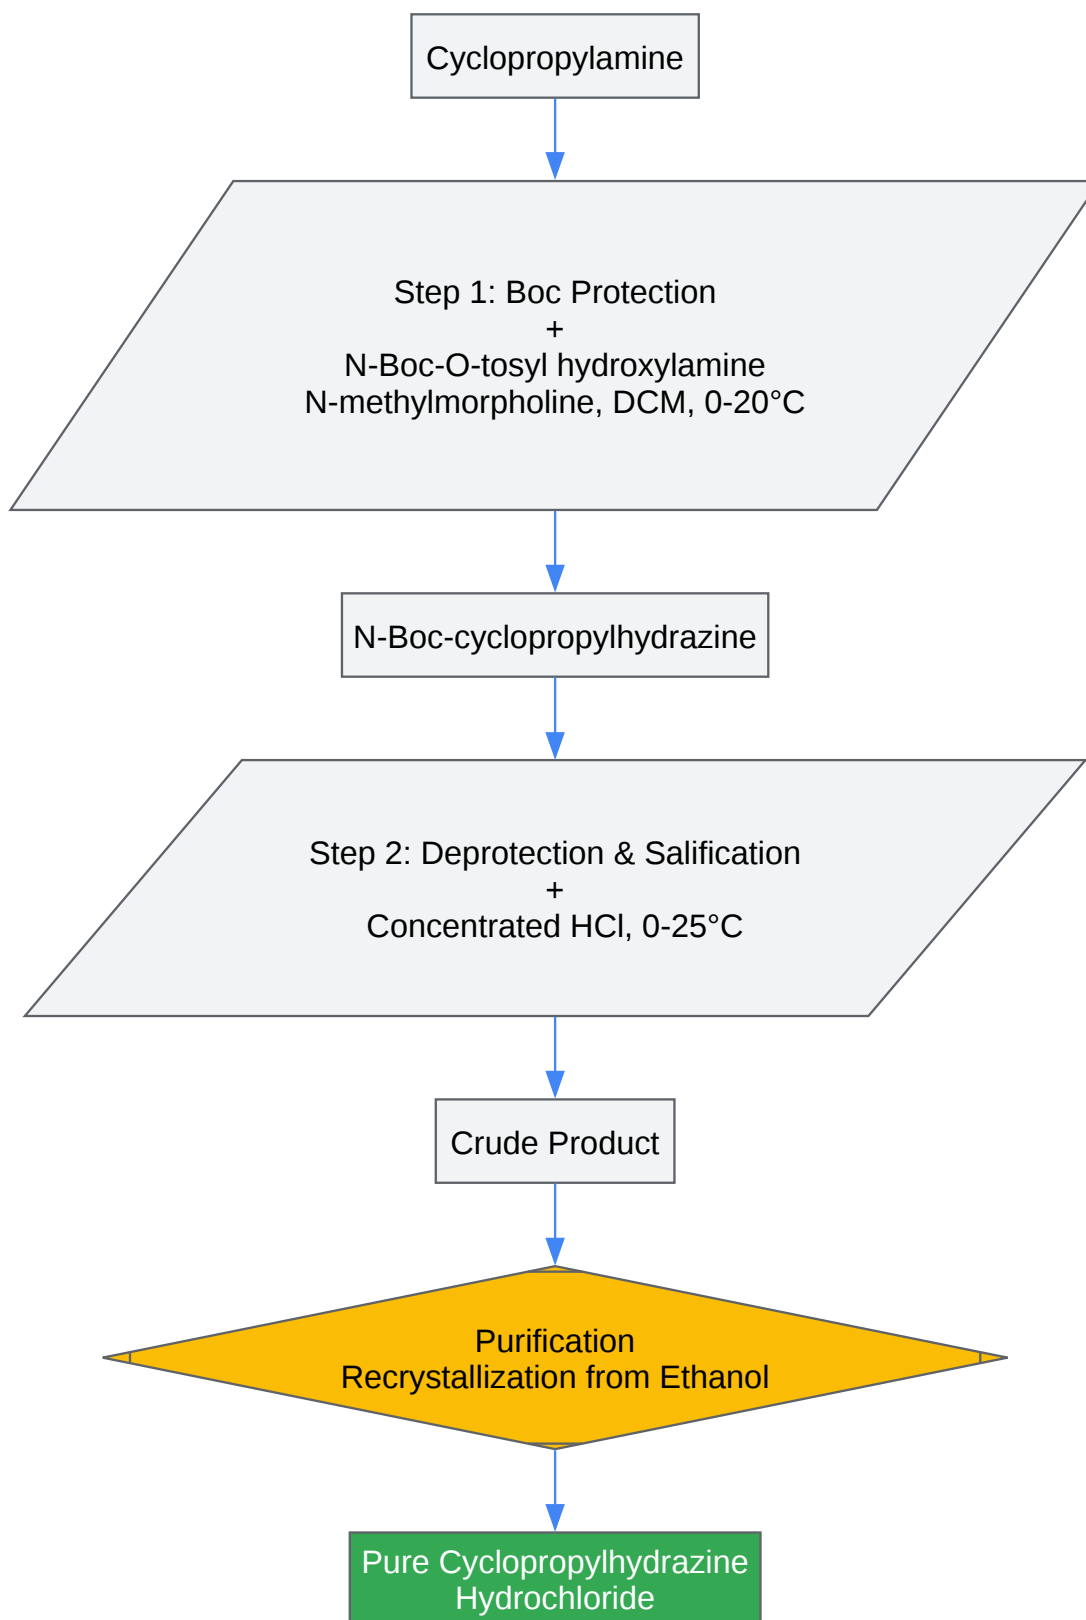 Cyclopropylamine
Step 1: Boc Protection
+
N-Boc-O-tosyl hydroxylamine
N-methylmorpholine, DCM, 0-20°C
N-Boc-cyclopropylhydrazine
Step 2: Deprotection & Salification
+
Concentrated HCl, 0-25°C
Crude Product
Purification
Recrystallization from Ethanol
Pure Cyclopropylhydrazine
Hydrochloride